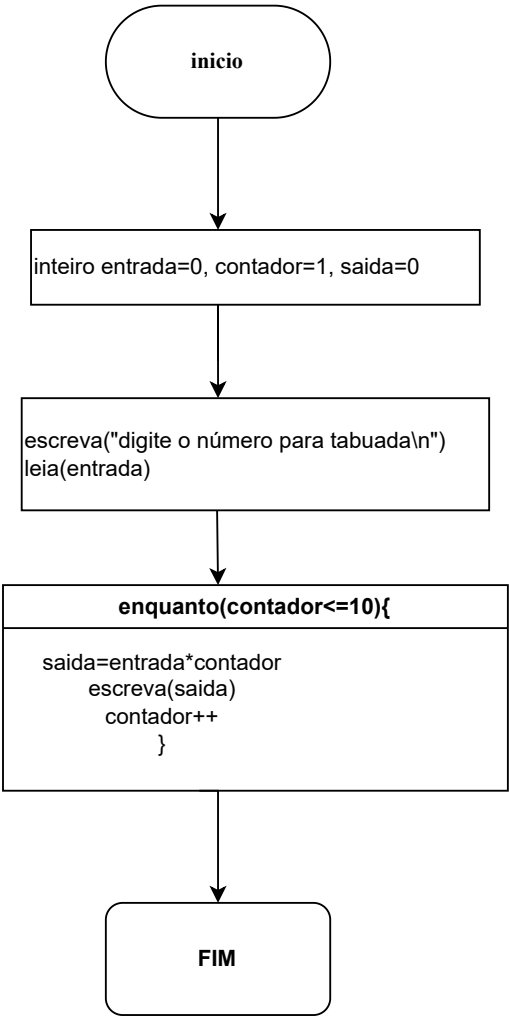 inicio
inteiro entrada=0, contador=1, saida=0
escreva("digite o número para tabuada\n")
leia(entrada)
enquanto(contador<=10){
saida=entrada*contador
escreva(saida)
contador++
}
FIM